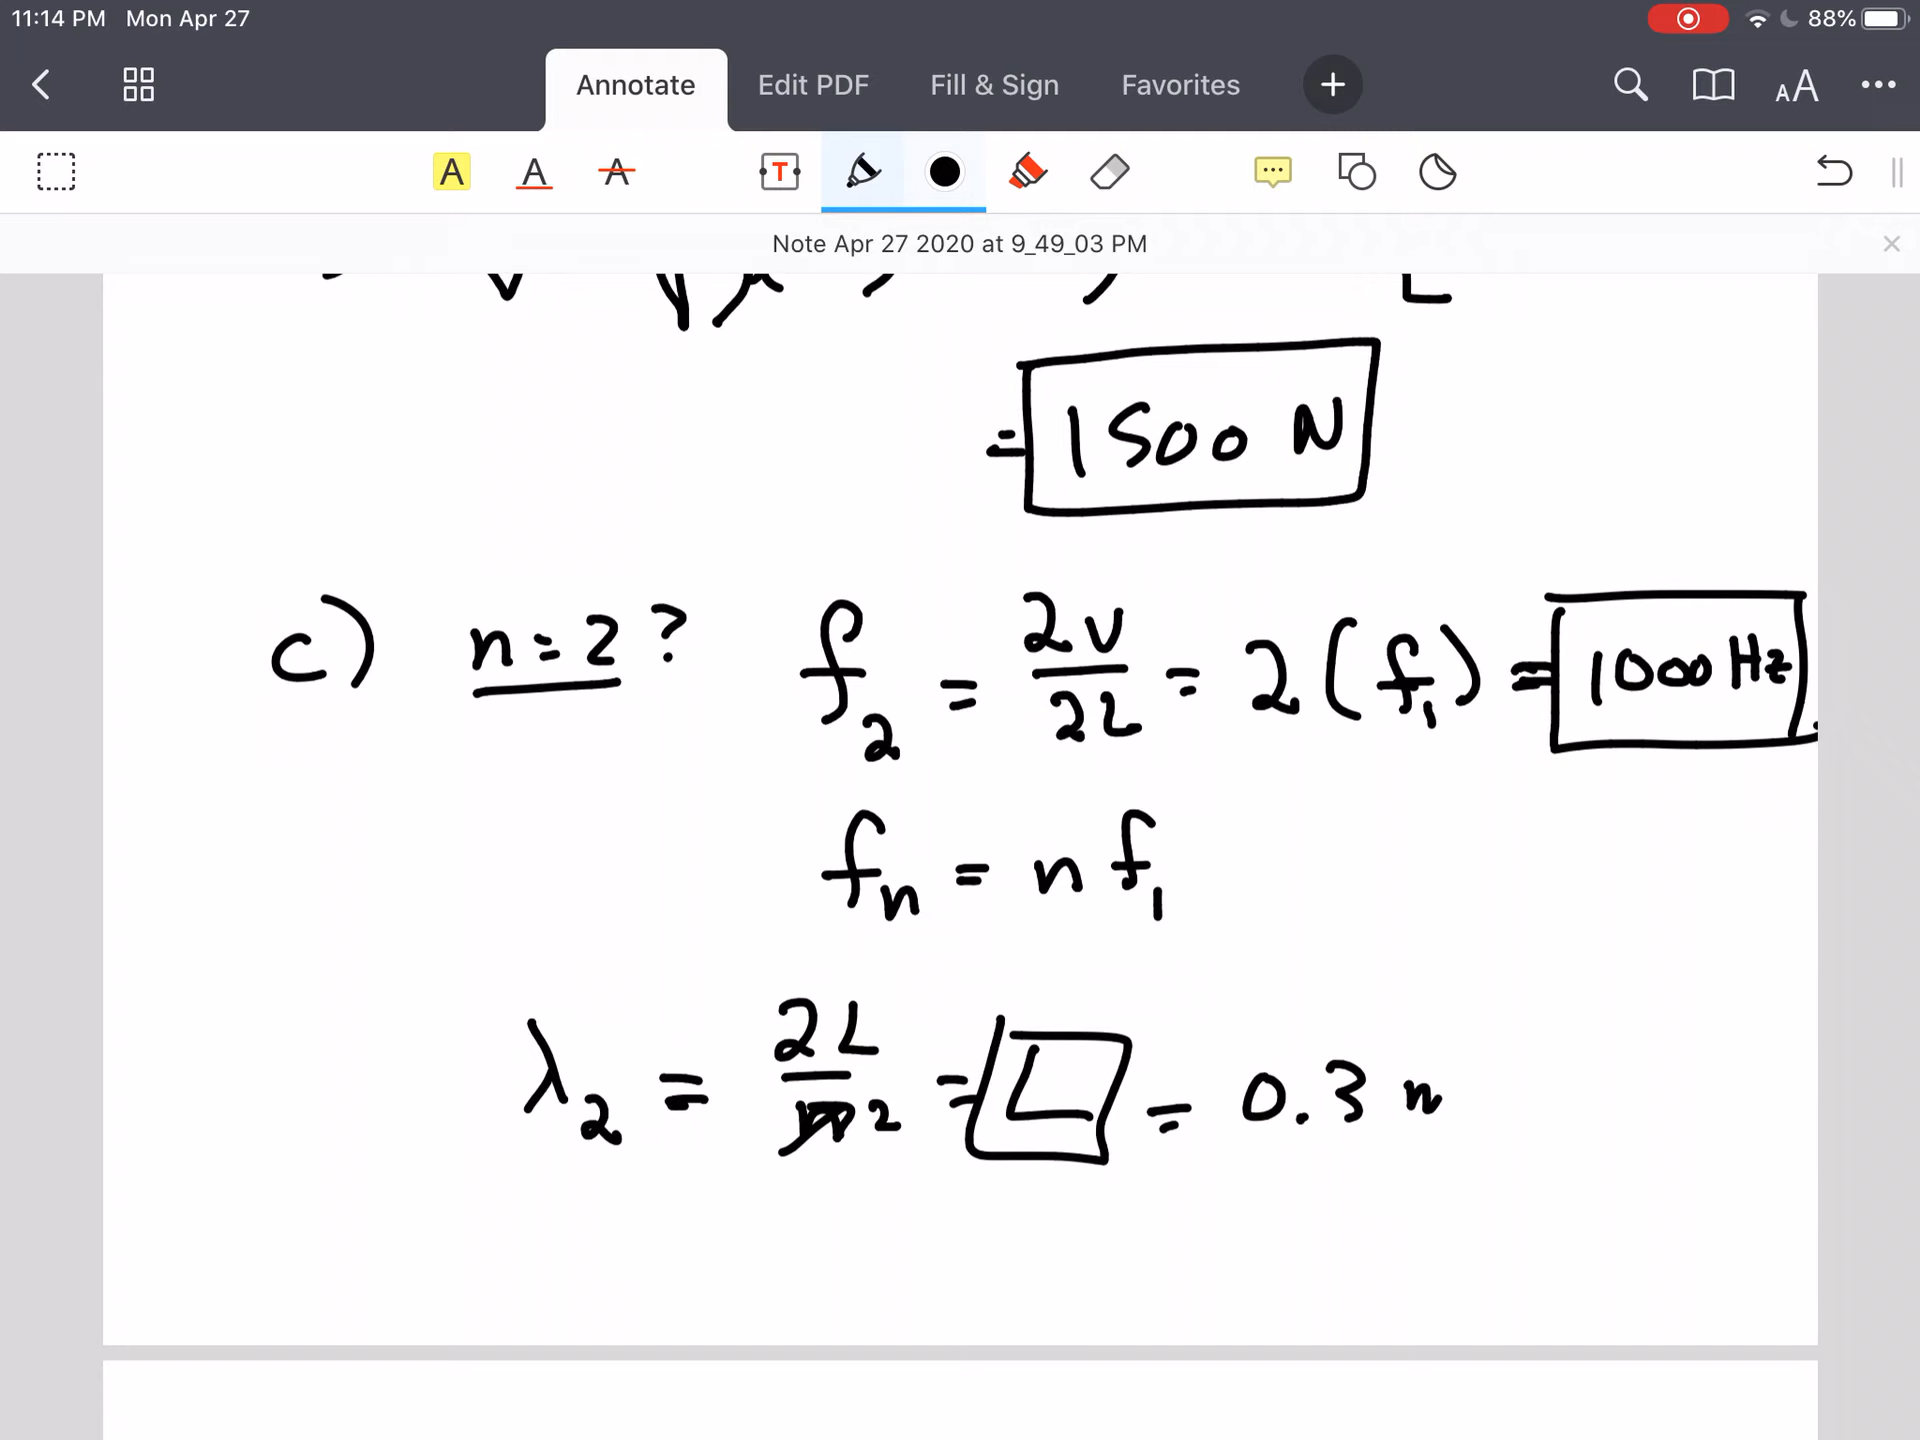 11:14 PM Mon Apr 27 88%
Annotate Edit PDF Fill & Sign Favorites
A A A T AA
Note Apr 27 2020 at 9_49_03 PM
= 1500 N
c) n=2? f₂ = 2v/2L = 2(f₁) = 1000 Hz
fₙ = n f₁
λ₂ = 2L/2 = L = 0.3 m